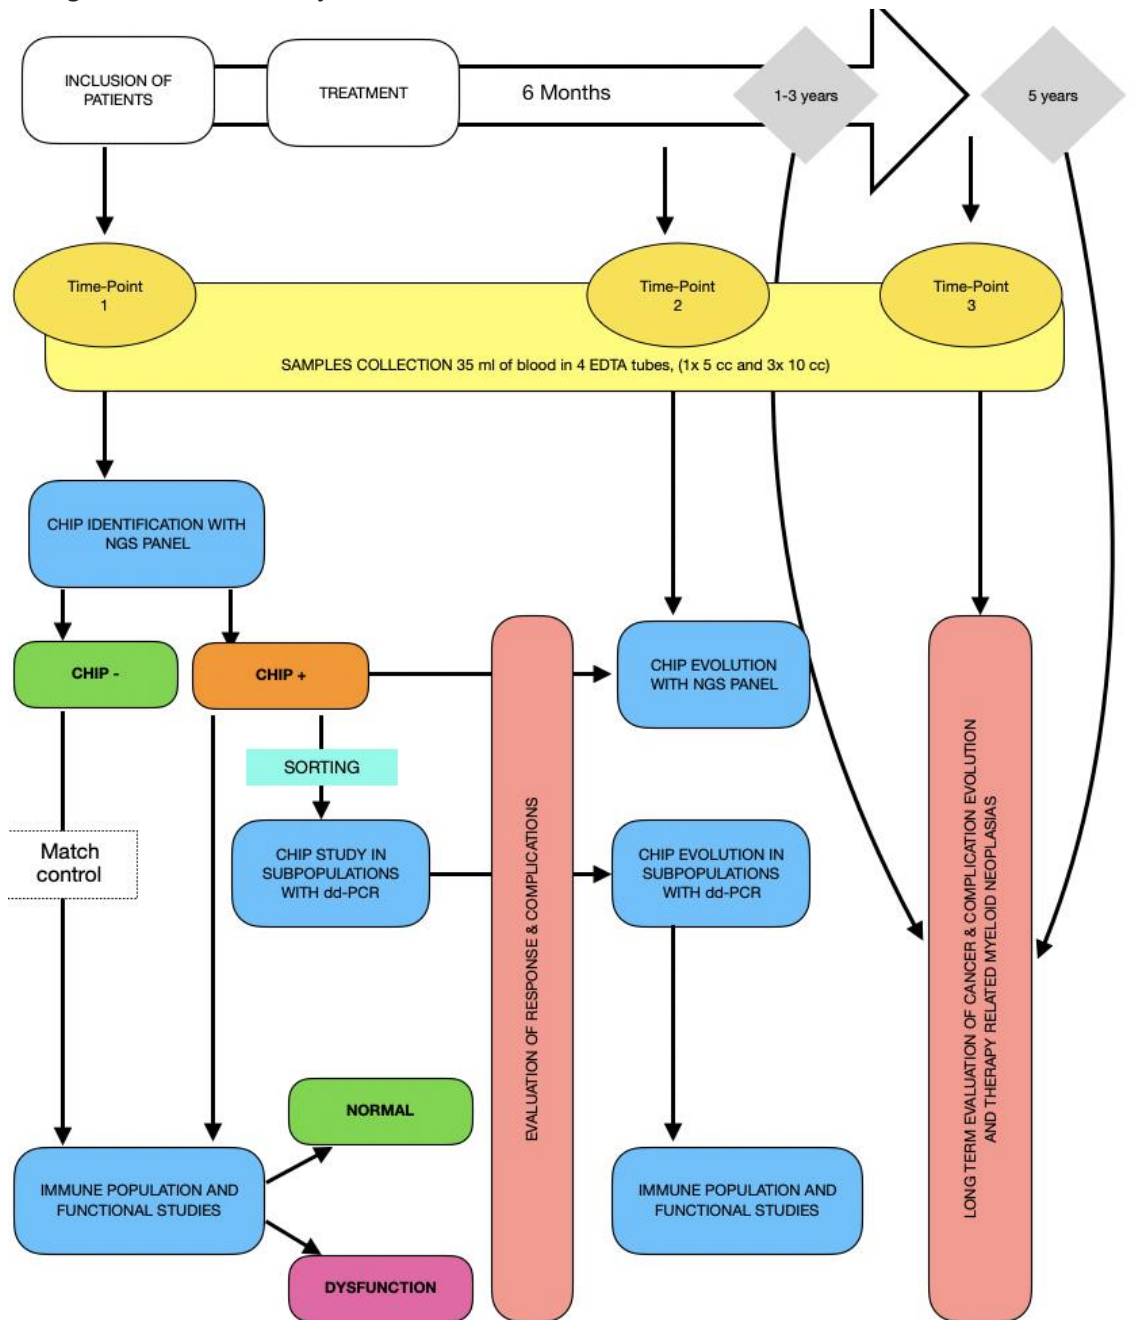 INCLUSION OF
PATIENTS
TREATMENT
6 Months
1-3 years
5 years
Time-Point
1
Time-Point
2
Time-Point
3
SAMPLES COLLECTION 35 ml of blood in 4 EDTA tubes, (1x 5 cc and 3x 10 cc)
CHIP IDENTIFICATION WITH
NGS PANEL
CHIP -
CHIP +
CHIP EVOLUTION
WITH NGS PANEL
SORTING
Match
control
CHIP STUDY IN
SUBPOPULATIONS
WITH dd-PCR
CHIP EVOLUTION IN
SUBPOPULATIONS
WITH dd-PCR
EVALUATION OF RESPONSE & COMPLICATIONS
LONG TERM EVALUATION OF CANCER & COMPLICATION EVOLUTION
AND THERAPY RELATED MYELOID NEOPLASIAS
NORMAL
IMMUNE POPULATION AND
FUNCTIONAL STUDIES
IMMUNE POPULATION AND
FUNCTIONAL STUDIES
DYSFUNCTION